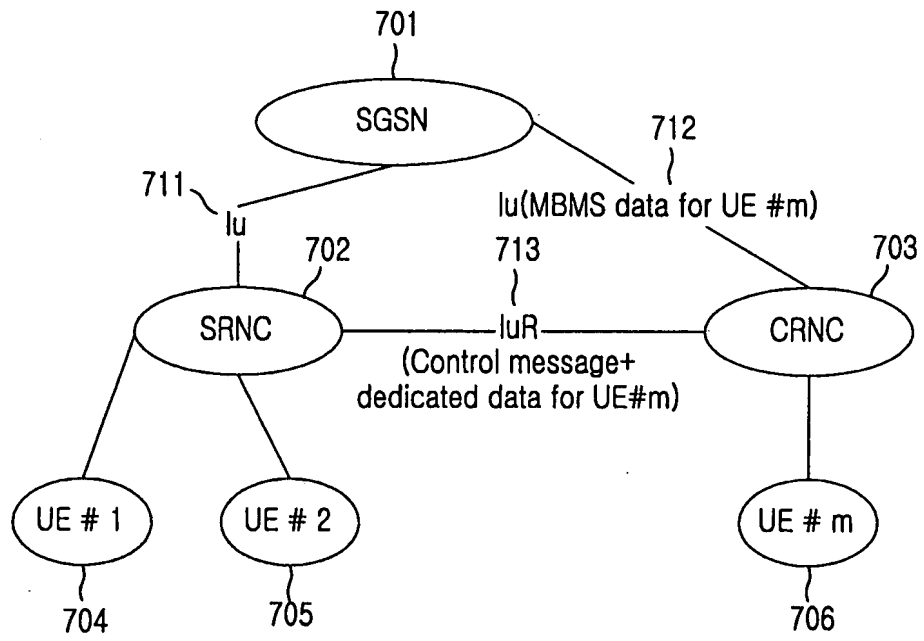 701
SGSN
712
711
Iu
Iu(MBMS data for UE #m)
702
713
703
SRNC
IuR
CRNC
(Control message+
dedicated data for UE#m)
UE # 1
UE # 2
UE # m
704
705
706